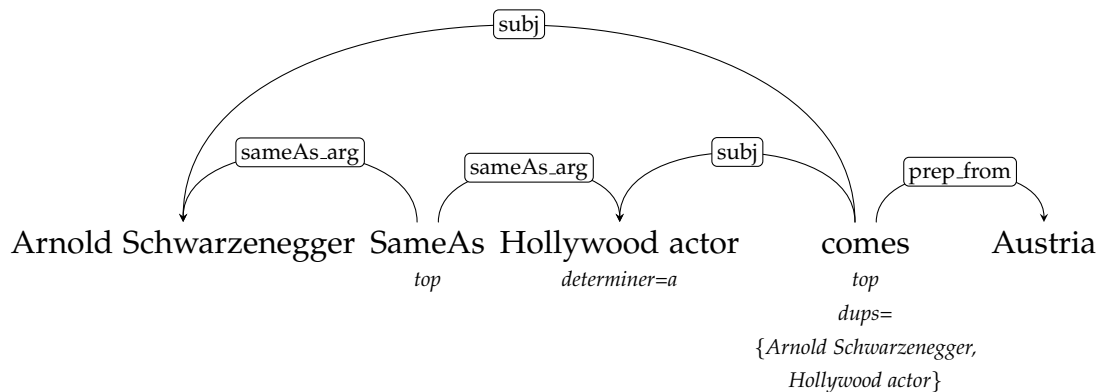 subj
sameAs_arg sameAs_arg subj prep_from
Arnold Schwarzenegger SameAs Hollywood actor comes Austria
top determiner=a top
dups=
{Arnold Schwarzenegger,
Hollywood actor}